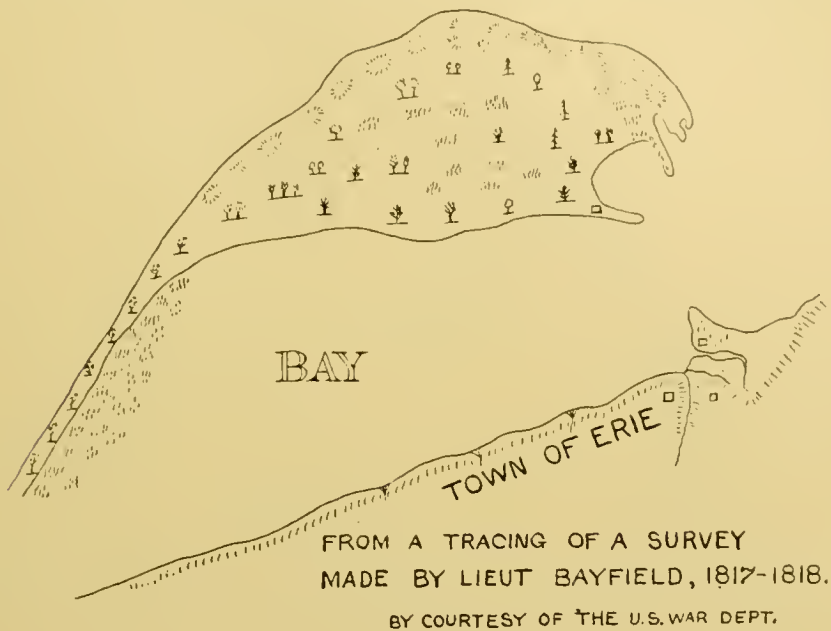 BAY
TOWN OF ERIE
FROM A TRACING OF A SURVEY
MADE BY LIEUT BAYFIELD, 1817-1818.
BY COURTESY OF THE U.S. WAR DEPT.